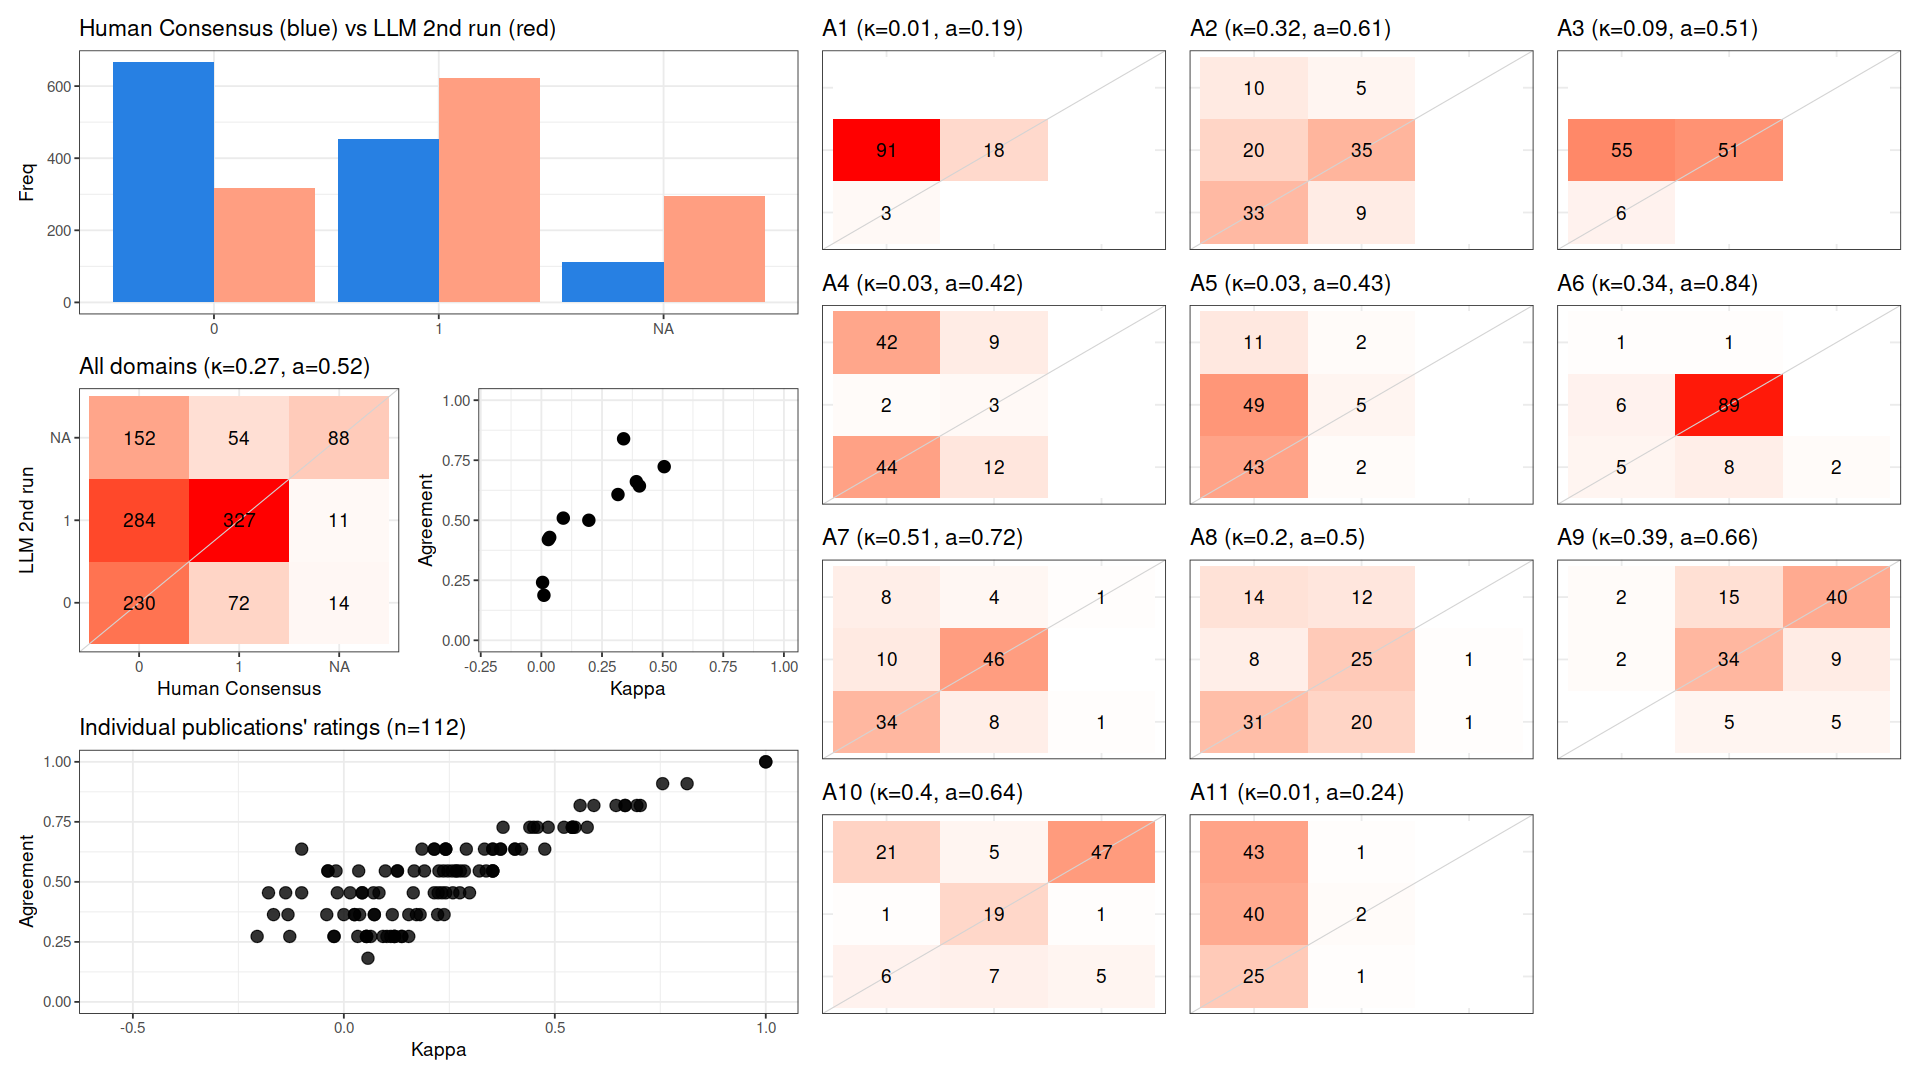 Human Consensus (blue) vs LLM 2nd run (red)
Freq
600
400
200
0
0 1 NA
All domains (κ=0.27, a=0.52)
LLM 2nd run
NA 152 54 88
1 284 327 11
0 230 72 14
0 1 NA
Human Consensus
Agreement
1.00
0.75
0.50
0.25
0.00
-0.25 0.00 0.25 0.50 0.75 1.00
Kappa
Individual publications' ratings (n=112)
Agreement
1.00
0.75
0.50
0.25
0.00
-0.5 0.0 0.5 1.0
Kappa
A1 (κ=0.01, a=0.19)
91 18
3
A2 (κ=0.32, a=0.61)
10 5
20 35
33 9
A3 (κ=0.09, a=0.51)
55 51
6
A4 (κ=0.03, a=0.42)
42 9
2 3
44 12
A5 (κ=0.03, a=0.43)
11 2
49 5
43 2
A6 (κ=0.34, a=0.84)
1 1
6 89
5 8 2
A7 (κ=0.51, a=0.72)
8 4 1
10 46
34 8 1
A8 (κ=0.2, a=0.5)
14 12
8 25 1
31 20 1
A9 (κ=0.39, a=0.66)
2 15 40
2 34 9
5 5
A10 (κ=0.4, a=0.64)
21 5 47
1 19 1
6 7 5
A11 (κ=0.01, a=0.24)
43 1
40 2
25 1